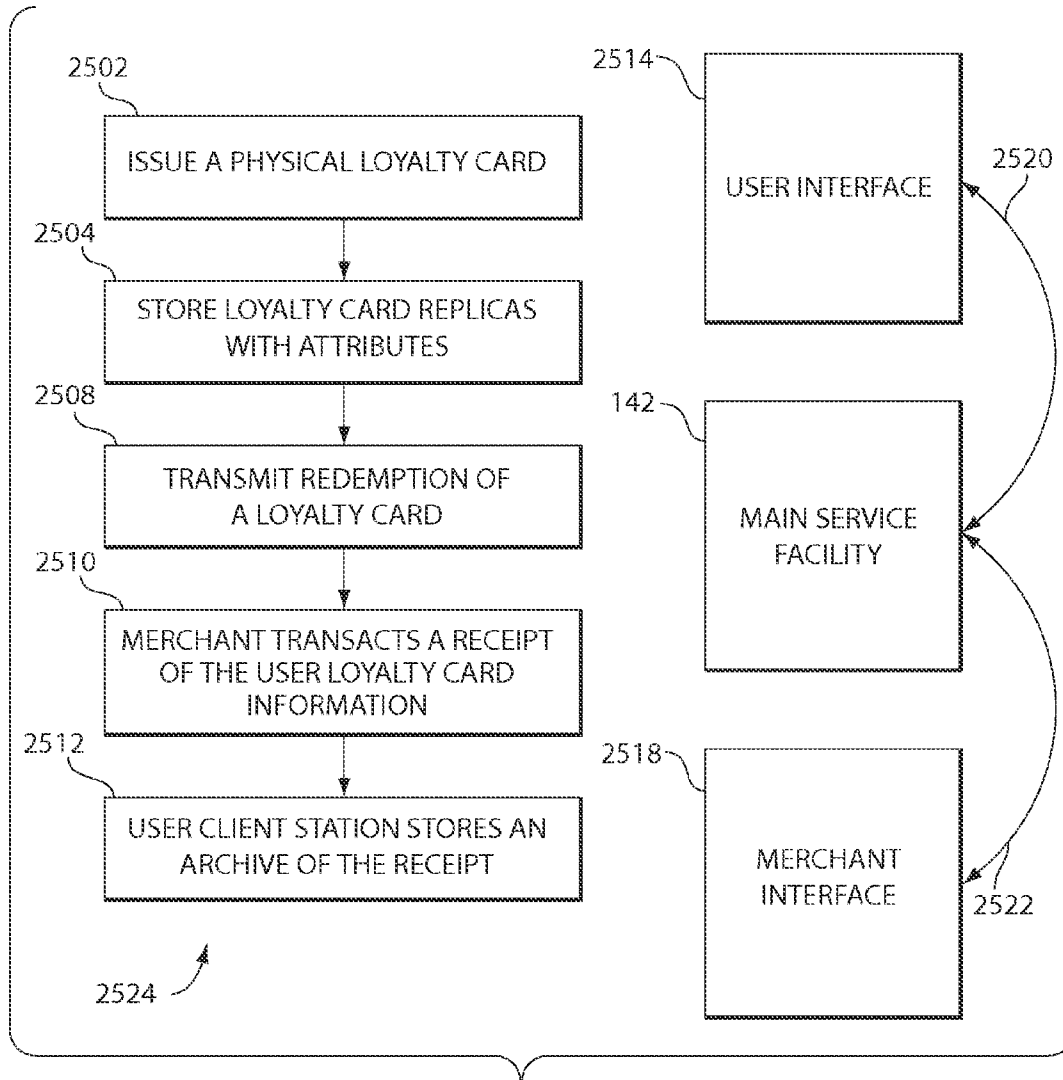 2502
ISSUE A PHYSICAL LOYALTY CARD
2504
STORE LOYALTY CARD REPLICAS
WITH ATTRIBUTES
2508
TRANSMIT REDEMPTION OF
A LOYALTY CARD
2510
MERCHANT TRANSACTS A RECEIPT
OF THE USER LOYALTY CARD
INFORMATION
2512
USER CLIENT STATION STORES AN
ARCHIVE OF THE RECEIPT
2524
2514
USER INTERFACE
2520
142
MAIN SERVICE
FACILITY
2518
MERCHANT
INTERFACE
2522